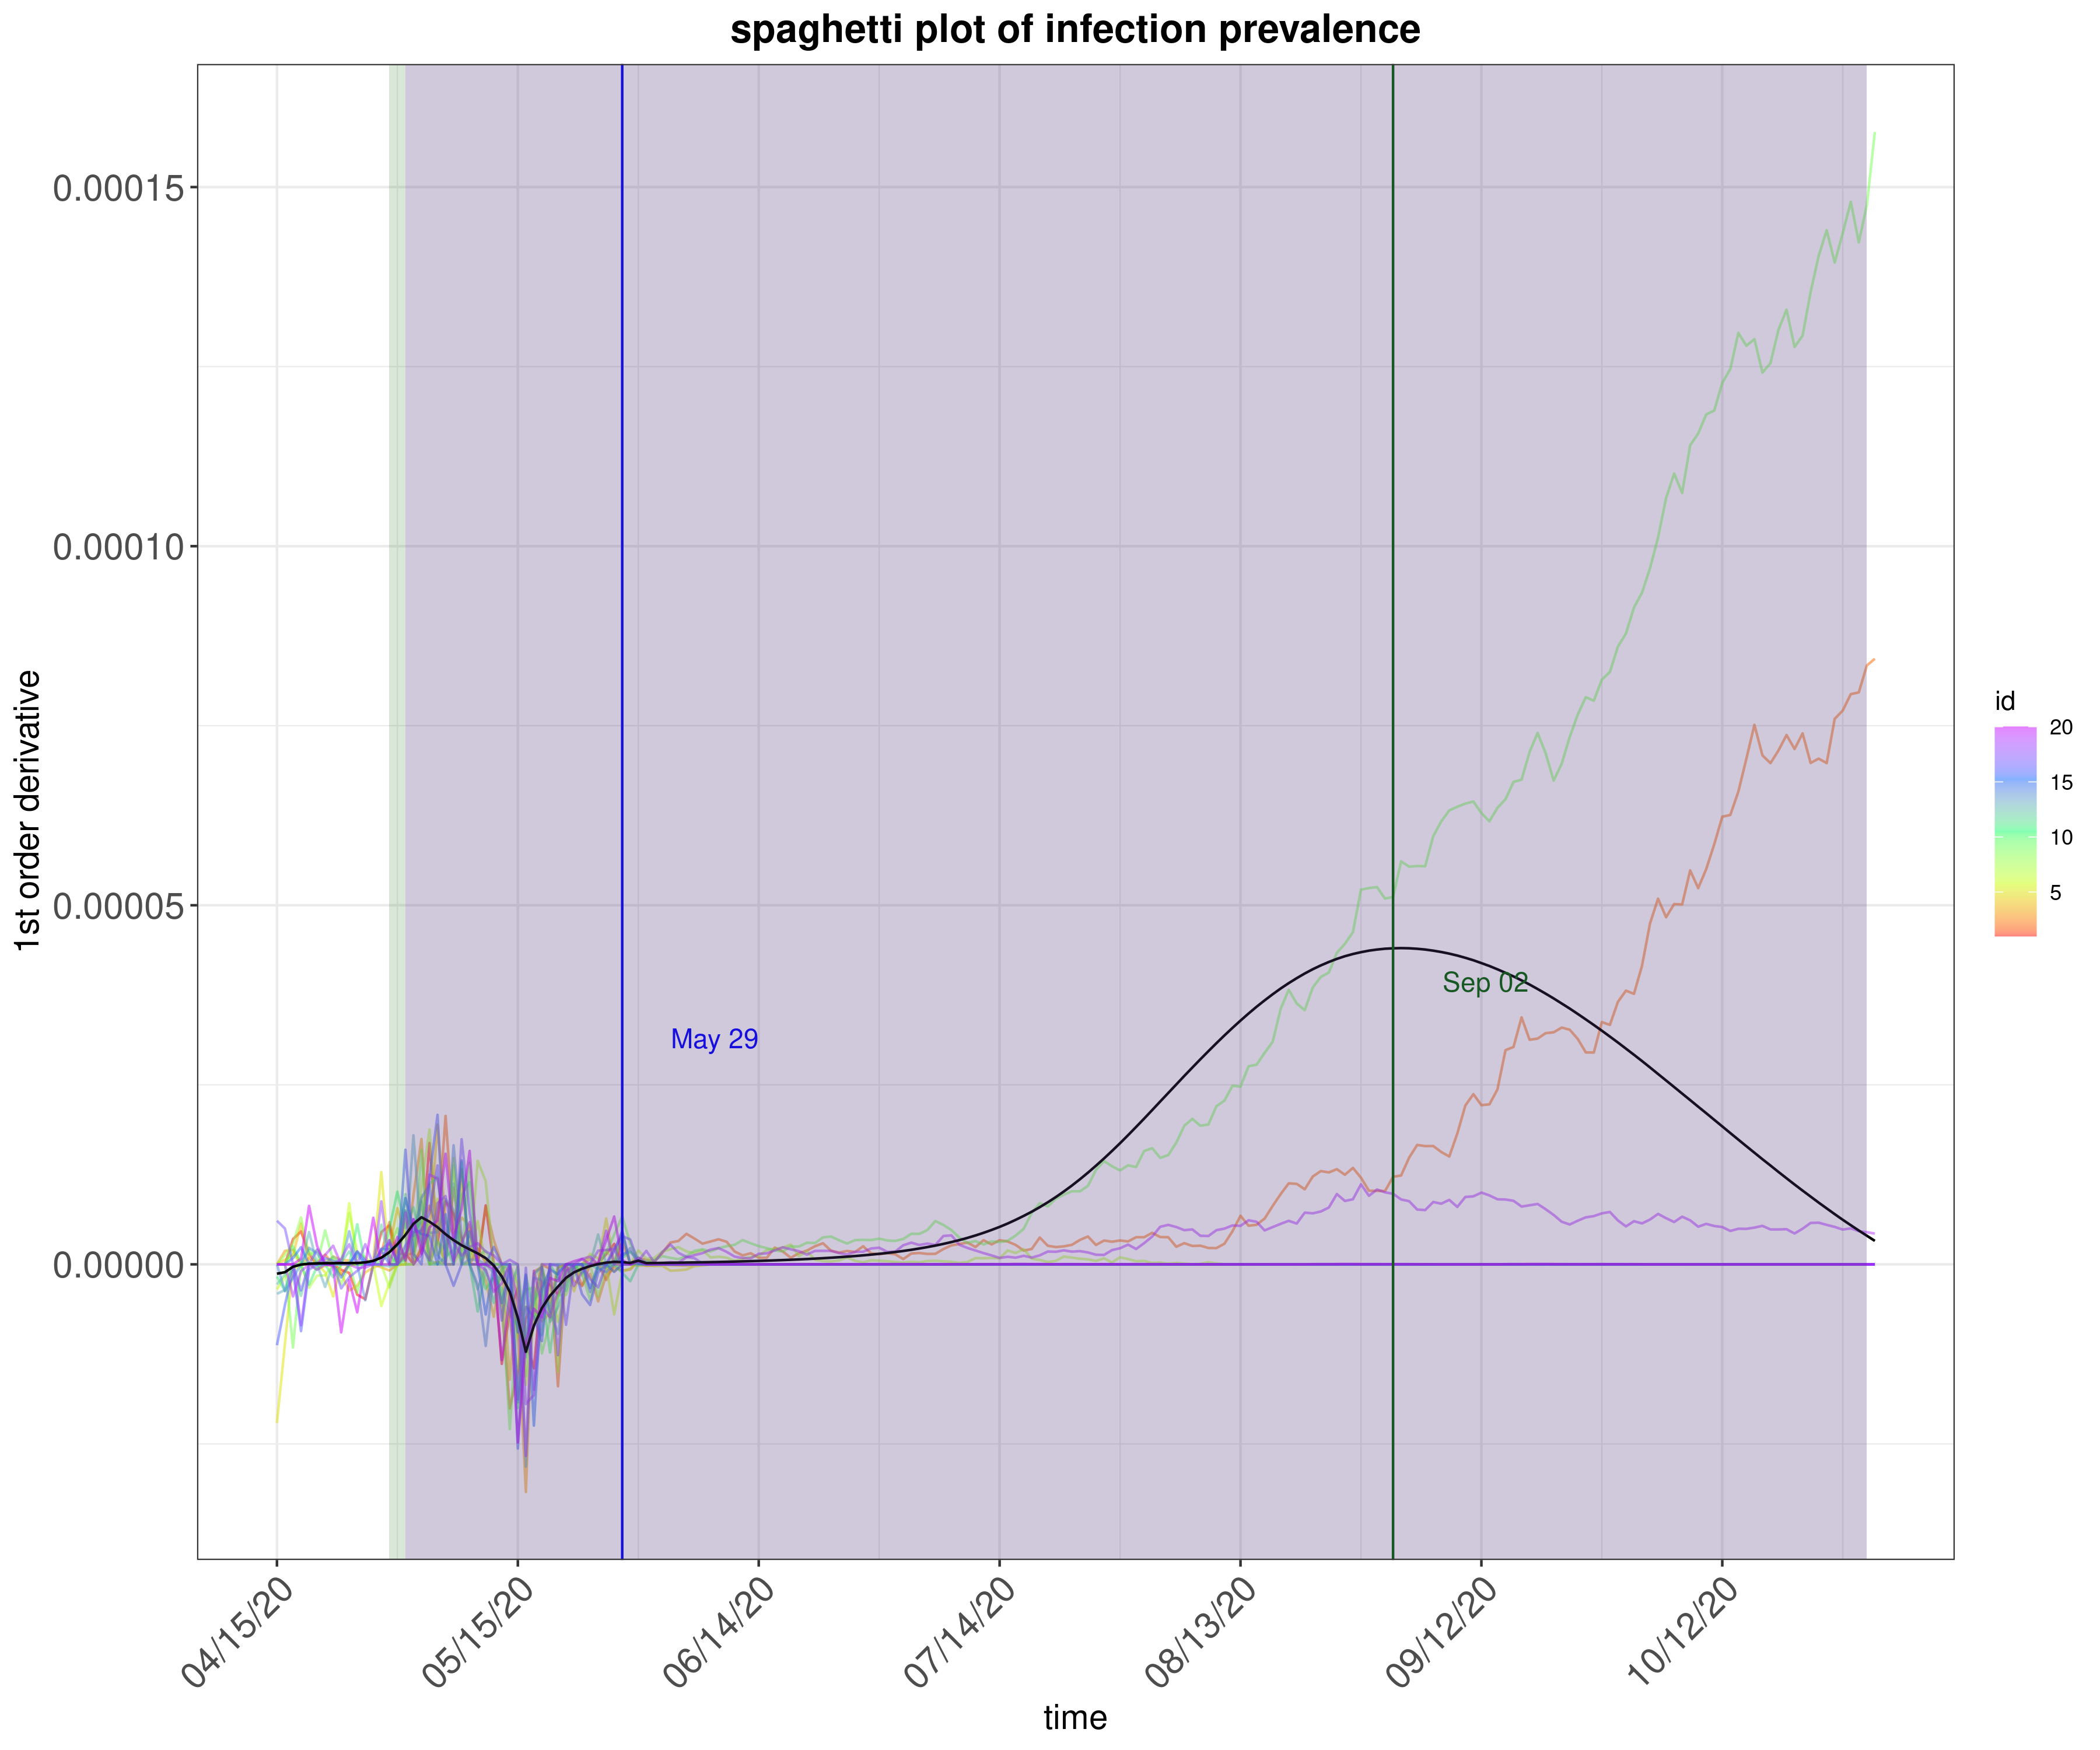 spaghetti plot of infection prevalence
1st order derivative
0.00015
0.00010
0.00005
0.00000
May 29
Sep 02
04/15/20
05/15/20
06/14/20
07/14/20
08/13/20
09/12/20
10/12/20
time
id
20
15
10
5